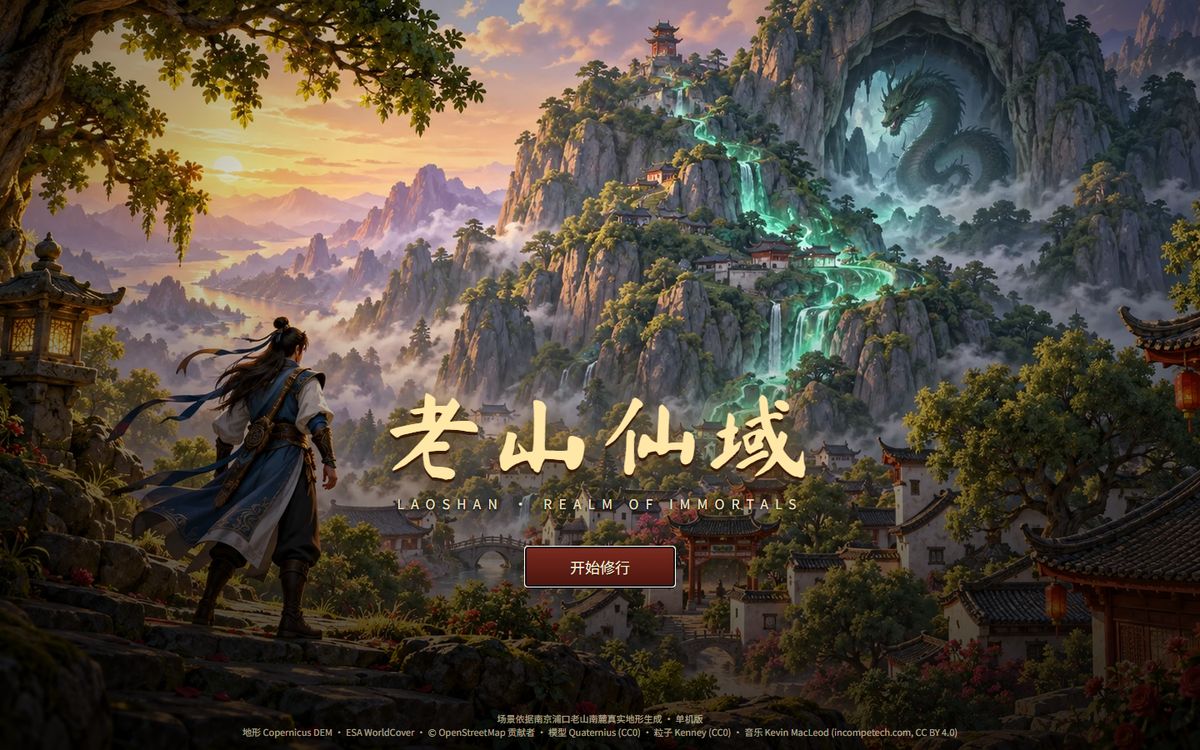 老山仙域
LAOSHAN · REALM OF IMMORTALS
开始修行
场景依据南京浦口老山南麓真实地形生成 · 单机版
地形 Copernicus DEM · ESA WorldCover · © OpenStreetMap 贡献者 · 模型 Quaternius (CC0) · 粒子 Kenney (CC0) · 音乐 Kevin MacLeod (incompetech.com, CC BY 4.0)